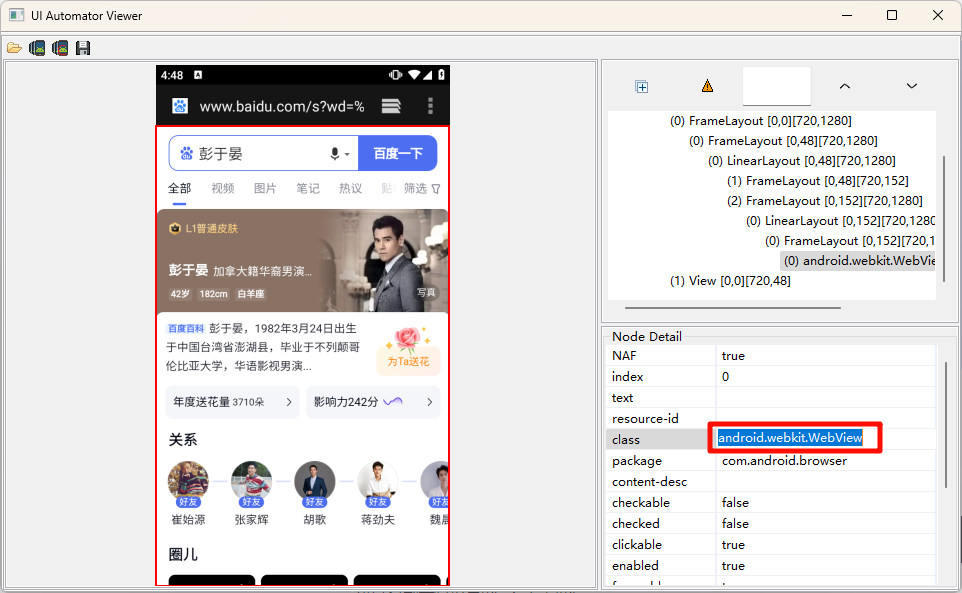 UI Automator Viewer
4:48
www.baidu.com/s?wd=%
彭于晏
百度一下
全部 视频 图片 笔记 热议 贴 筛选
L1普通皮肤
彭于晏 加拿大籍华裔男演...
42岁 182cm 白羊座
写真
百度百科 彭于晏，1982年3月24日出生
于中国台湾省澎湖县，毕业于不列颠哥
伦比亚大学，华语影视男演...
为Ta送花
年度送花量 3710朵
影响力242分
关系
好友 好友 好友 好友 好友
崔始源 张家辉 胡歌 蒋劲夫 魏晨
圈儿
(0) FrameLayout [0,0][720,1280]
(0) FrameLayout [0,48][720,1280]
(0) LinearLayout [0,48][720,1280]
(1) FrameLayout [0,48][720,152]
(2) FrameLayout [0,152][720,1280]
(0) LinearLayout [0,152][720,1280
(0) FrameLayout [0,152][720,1
(0) android.webkit.WebVie
(1) View [0,0][720,48]
Node Detail
NAF true
index 0
text
resource-id
class android.webkit.WebView
package com.android.browser
content-desc
checkable false
checked false
clickable true
enabled true